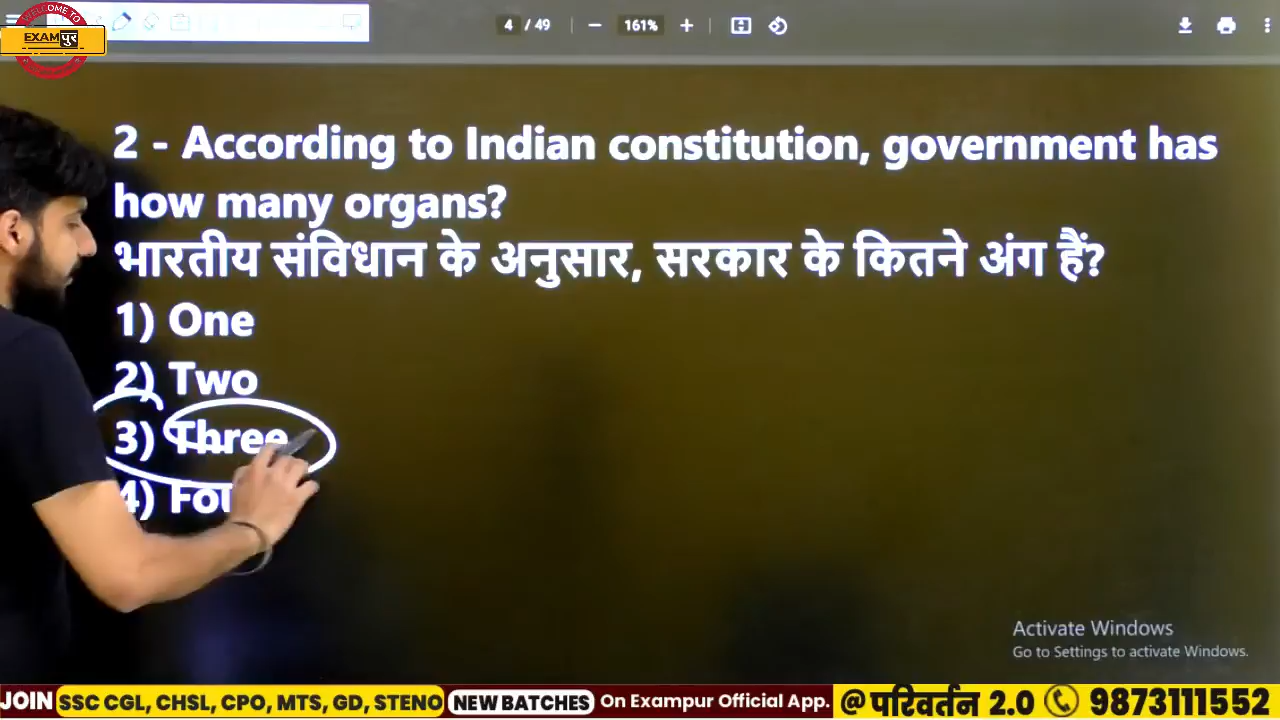 WELCOME TO
EXAMपुर
4 / 49
161%
2 - According to Indian constitution, government has
how many organs?
भारतीय संविधान के अनुसार, सरकार के कितने अंग हैं?
1) One
2) Two
3) Three
4)
Activate Windows
Go to Settings to activate Windows.
JOIN SSC CGL, CHSL, CPO, MTS, GD, STENO NEW BATCHES On Exampur Official App. @परिवर्तन 2.0 9873111552